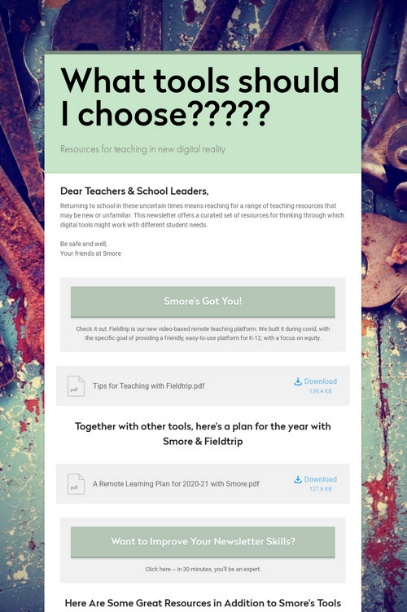 What tools should
I choose?????
Resources for teaching in new digital reality
Dear Teachers & School Leaders,
Returning to school in these uncertain times means reaching for a range of teaching resources that
may be new or unfamiliar. This newsletter offers a curated set of resources for thinking through which
digital tools might work with different student needs.
Be safe and well,
Your friends at Smore
Smore's Got You!
Check it out: Fieldtrip is our new video-based remote teaching platform. We built it during covid, with
the specific goal of providing a friendly, easy-to-use platform for K-12, with a focus on equity.
pdf
Tips for Teaching with Fieldtrip.pdf
Download
139.4 KB
Together with other tools, here's a plan for the year with
Smore & Fieldtrip
pdf
A Remote Learning Plan for 2020-21 with Smore.pdf
Download
127.6 KB
Want to Improve Your Newsletter Skills?
Click here -- in 30 minutes, you'll be an expert.
Here Are Some Great Resources in Addition to Smore's Tools